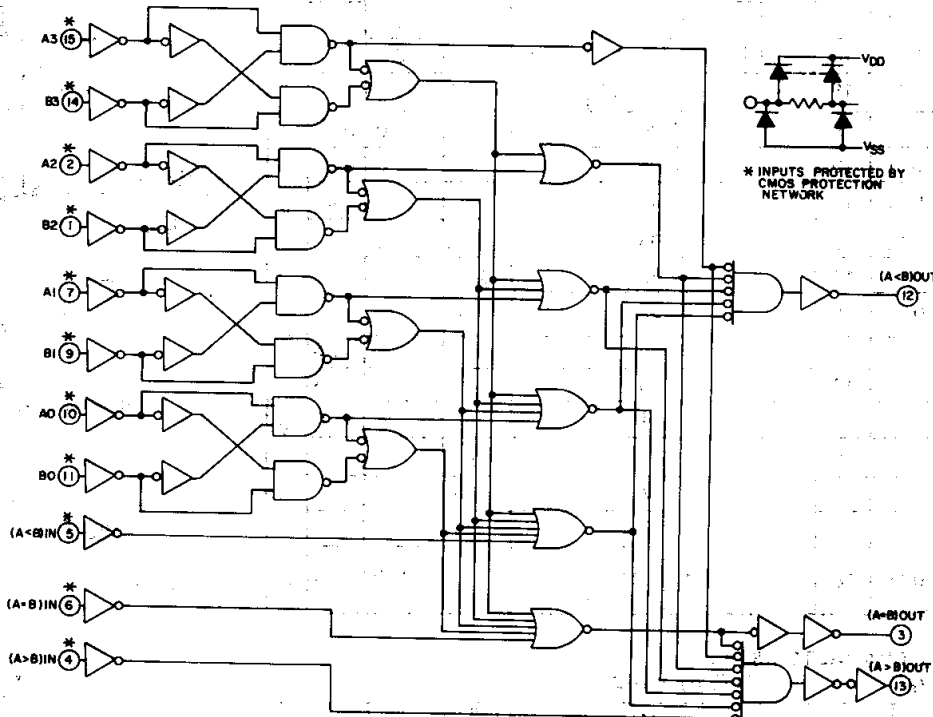 *
A3 15
*
B3 14
*
A2 2
*
B2 1
*
A1 7
*
B1 9
*
A0 10
*
B0 11
*
(A<B)IN 5
*
(A=B)IN 6
*
(A>B)IN 4
VDD
VSS
* INPUTS PROTECTED BY
CMOS PROTECTION
NETWORK
(A<B)OUT
12
(A=B)OUT
3
(A>B)OUT
13